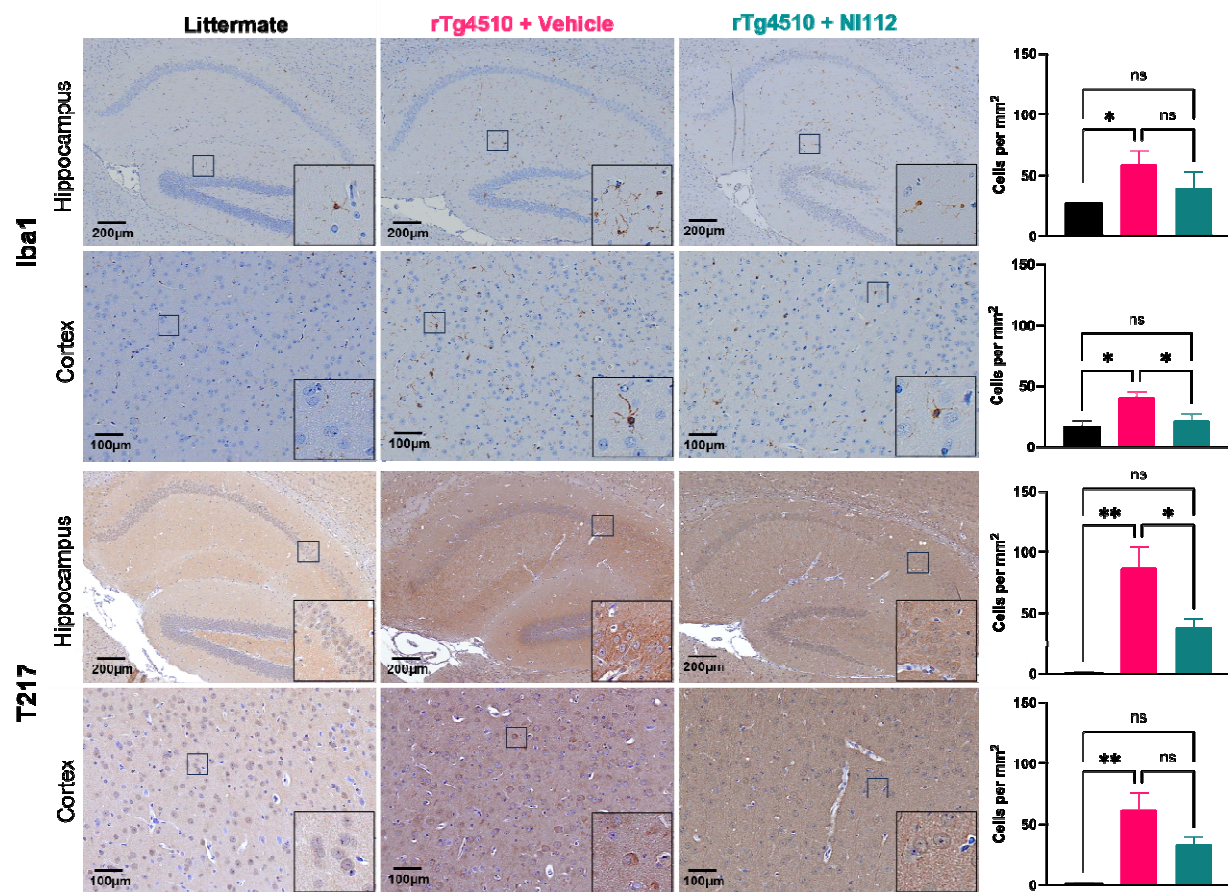 Littermate
rTg4510 + Vehicle
rTg4510 + NI112
Iba1
Hippocampus
200µm
200µm
200µm
150
100
50
0
Cells per mm²
ns
*
ns
Cortex
100µm
100µm
100µm
150
100
50
0
Cells per mm²
ns
*
*
T217
Hippocampus
200µm
200µm
200µm
150
100
50
0
Cells per mm²
ns
**
*
Cortex
100µm
100µm
100µm
150
100
50
0
Cells per mm²
ns
**
ns